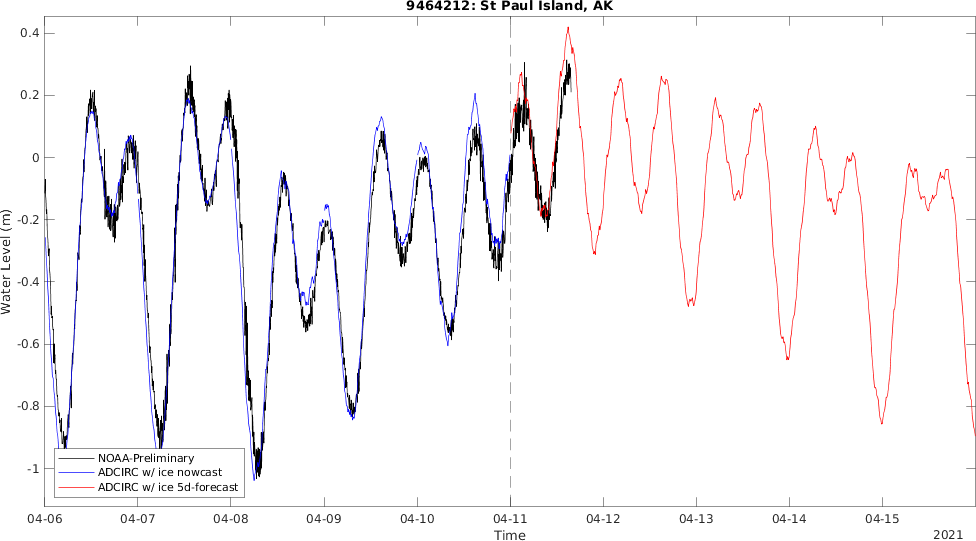 9464212: St Paul Island, AK
Water Level (m)
0.4
0.2
0
-0.2
-0.4
-0.6
-0.8
-1
NOAA-Preliminary
ADCIRC w/ ice nowcast
ADCIRC w/ ice 5d-forecast
04-06 04-07 04-08 04-09 04-10 04-11 04-12 04-13 04-14 04-15
Time
2021